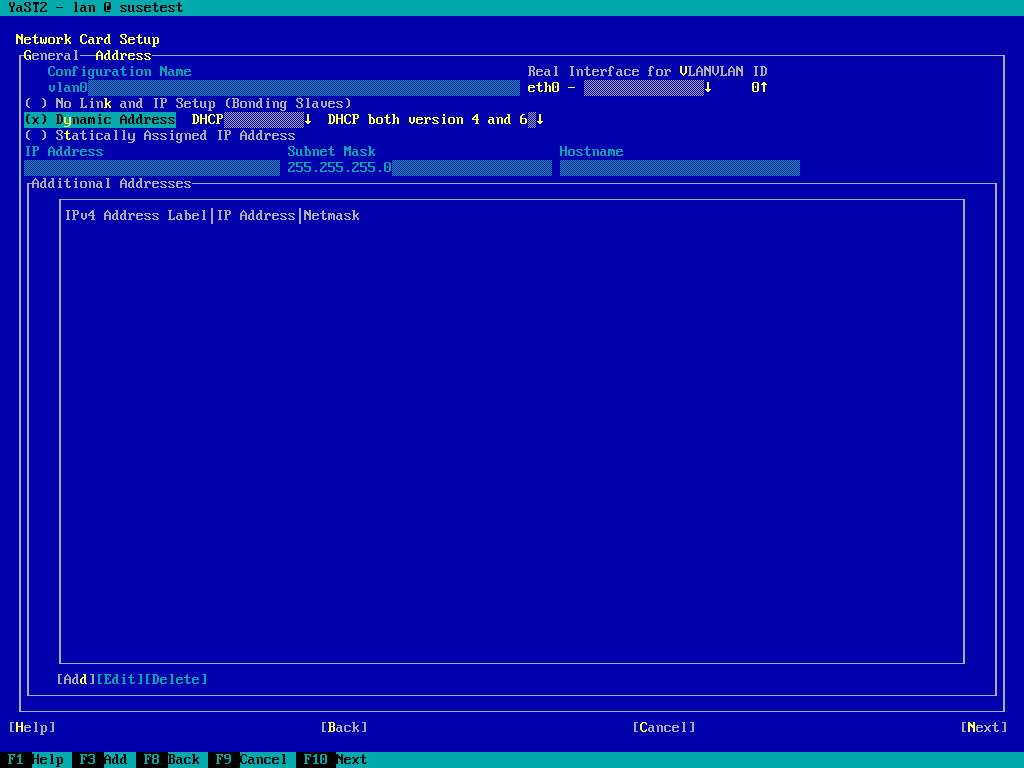 YaST2 - lan @ susetest
Network Card Setup
General Address
Configuration Name Real Interface for VLANVLAN ID
vlan0 eth0 - ↓ 0↑
( ) No Link and IP Setup (Bonding Slaves)
(x) Dynamic Address DHCP ↓ DHCP both version 4 and 6 ↓
( ) Statically Assigned IP Address
IP Address Subnet Mask Hostname
255.255.255.0
Additional Addresses
IPv4 Address Label|IP Address|Netmask
[Add][Edit][Delete]
[Help] [Back] [Cancel] [Next]
F1 Help F3 Add F8 Back F9 Cancel F10 Next